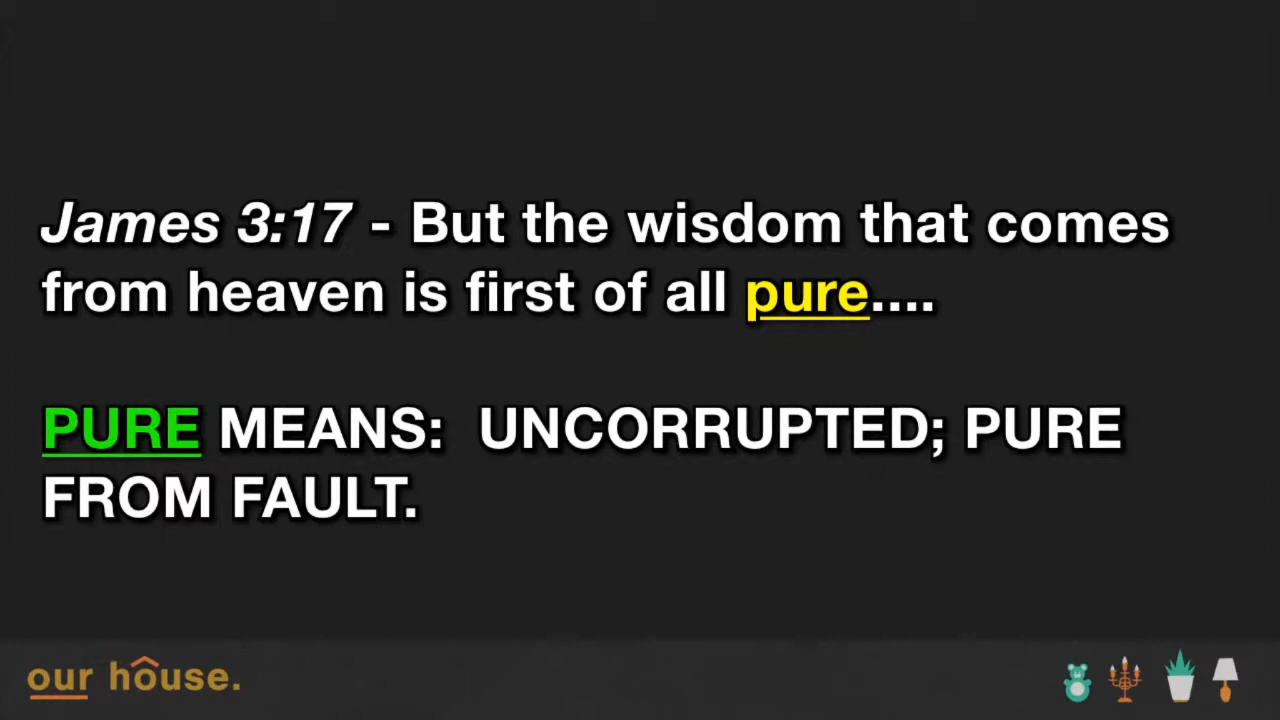 James 3:17 - But the wisdom that comes
from heaven is first of all pure....
PURE MEANS:  UNCORRUPTED; PURE
FROM FAULT.
our house.